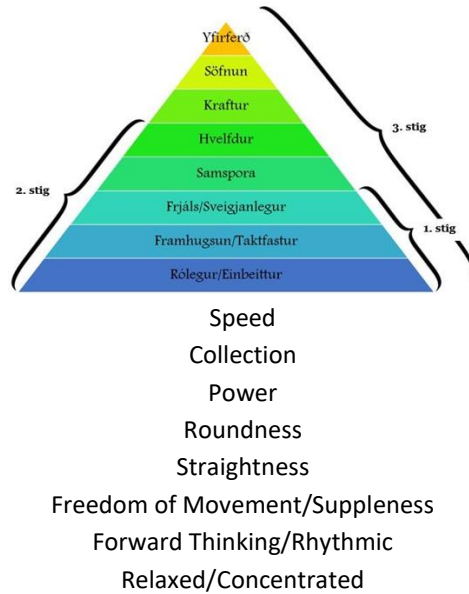 Yfirferð
Söfnun
Kraftur
Hvelfdur
3. stig
Samspora
2. stig
Frjáls/Sveigjanlegur
1. stig
Framhugsun/Taktfastur
Rólegur/Einbeittur
Speed
Collection
Power
Roundness
Straightness
Freedom of Movement/Suppleness
Forward Thinking/Rhythmic
Relaxed/Concentrated